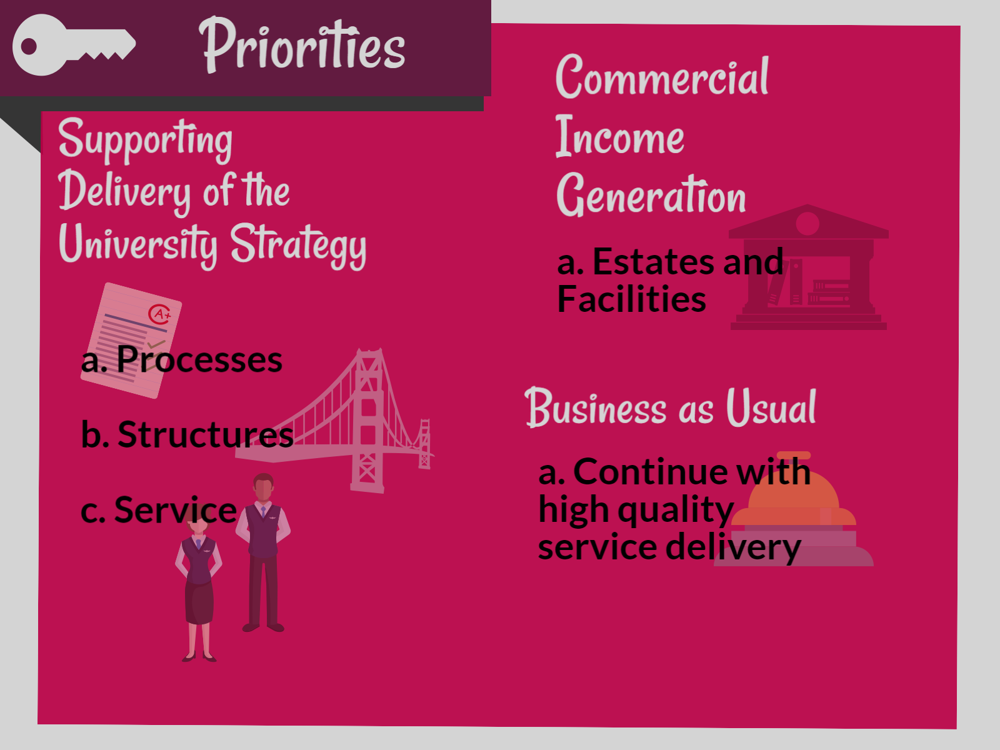 Priorities
Supporting
Delivery of the
University Strategy
A+
a. Processes
b. Structures
c. Service
Commercial
Income
Generation
a. Estates and
Facilities
Business as Usual
a. Continue with
high quality
service delivery